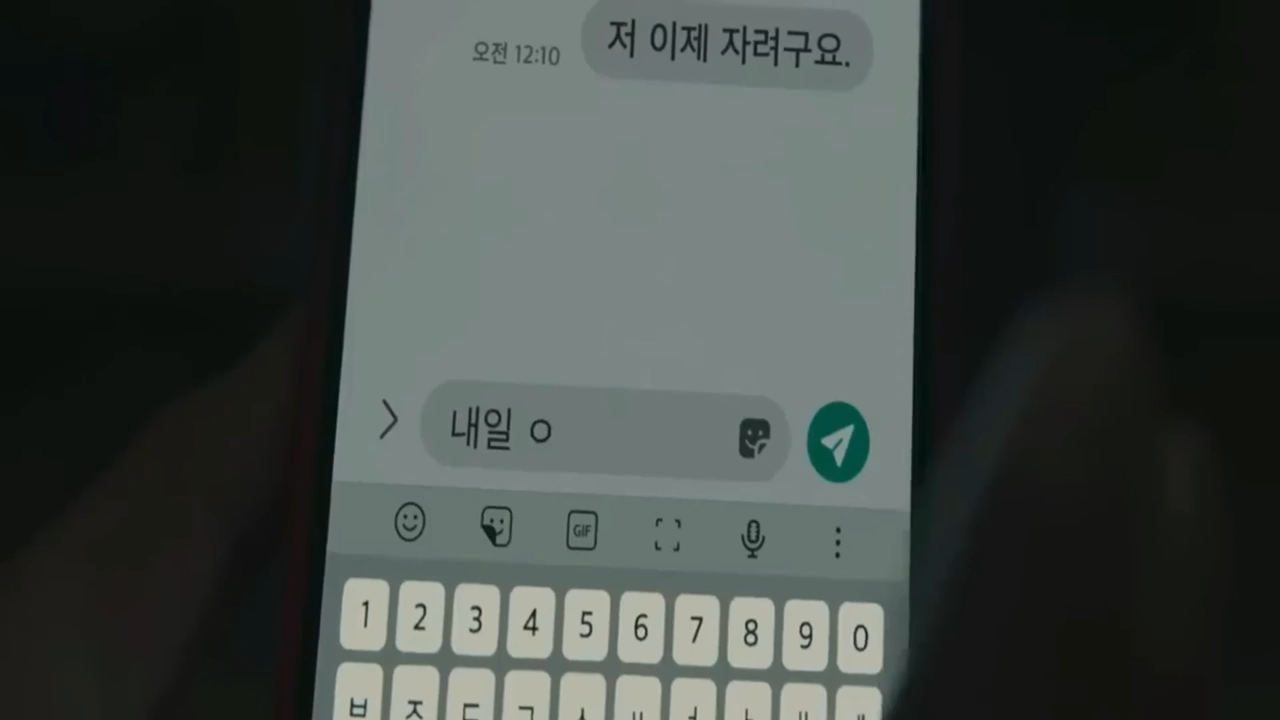 저 이제 자려구요.
오전 12:10
내일 ㅇ
GIF
1 2 3 4 5 6 7 8 9 0
ㅂ ㅈ ㄷ ㄱ ㅅ